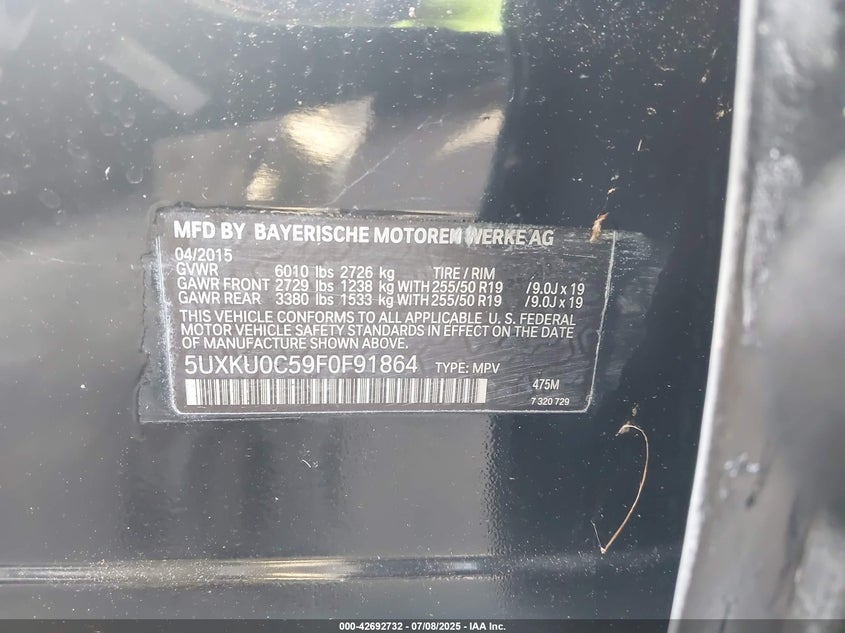 MFD BY BAYERISCHE MOTOREN WERKE AG
04/2015
GVWR 6010 lbs 2726 kg TIRE / RIM
GAWR FRONT 2729 lbs 1238 kg WITH 255/50 R19 /9.0J x 19
GAWR REAR 3380 lbs 1533 kg WITH 255/50 R19 /9.0J x 19
THIS VEHICLE CONFORMS TO ALL APPLICABLE U. S. FEDERAL
MOTOR VEHICLE SAFETY STANDARDS IN EFFECT ON THE DATE
OF MANUFACTURE SHOWN ABOVE.
5UXKU0C59F0F91864 TYPE: MPV
475M
7 320 729
000-42692732 - 07/08/2025 - IAA Inc.